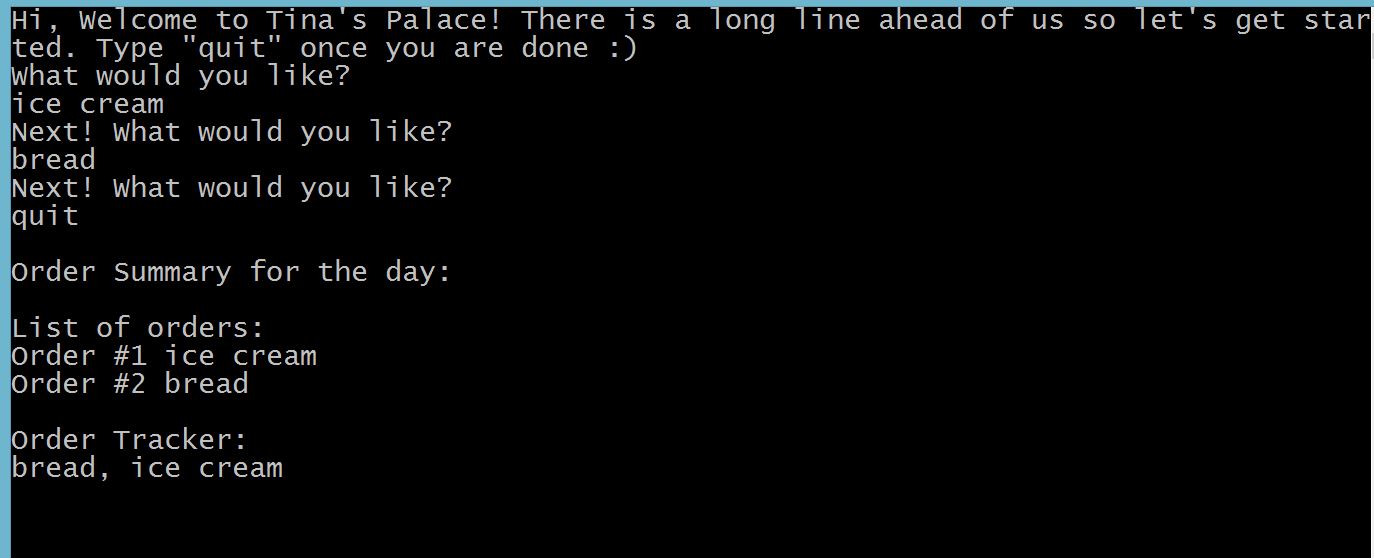 Hi, Welcome to Tina's Palace! There is a long line ahead of us so let's get star
ted. Type "quit" once you are done :)
What would you like?
ice cream
Next! What would you like?
bread
Next! What would you like?
quit
Order Summary for the day:
List of orders:
Order #1 ice cream
Order #2 bread
Order Tracker:
bread, ice cream